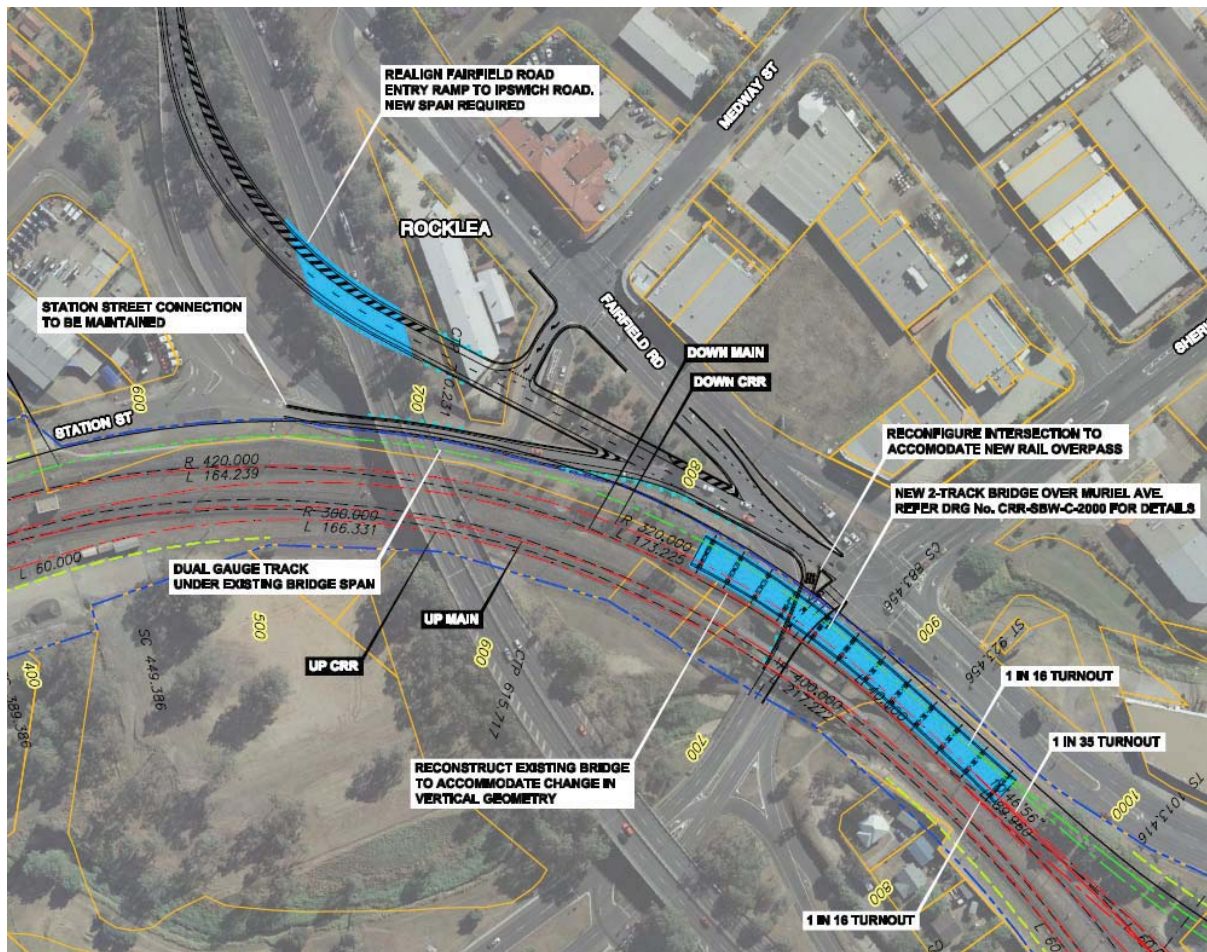 REALIGN FAIRFIELD ROAD
ENTRY RAMP TO IPSWICH ROAD.
NEW SPAN REQUIRED
MEDWAY ST
ROCKLEA
STATION STREET CONNECTION
TO BE MAINTAINED
FAIRFIELD RD
DOWN MAIN
DOWN CRR
600
700
STATION ST
800
RECONFIGURE INTERSECTION TO
ACCOMODATE NEW RAIL OVERPASS
NEW 2-TRACK BRIDGE OVER MURIEL AVE.
REFER DRG No. CRR-SBW-C-2000 FOR DETAILS
R 420.000
L 164.239
R 380.000
L 166.331
R 320.000
L 173.225
L 60.000
DUAL GAUGE TRACK
UNDER EXISTING BRIDGE SPAN
CS 883.456
900
ST 923.456
500
UP MAIN
600
UP CRR
400
SC 449.386
CTP 615.717
1 IN 16 TURNOUT
1 IN 35 TURNOUT
R 400.000
217.222
700
RECONSTRUCT EXISTING BRIDGE
TO ACCOMMODATE CHANGE IN
VERTICAL GEOMETRY
1000
TS 1013.416
800
1 IN 16 TURNOUT